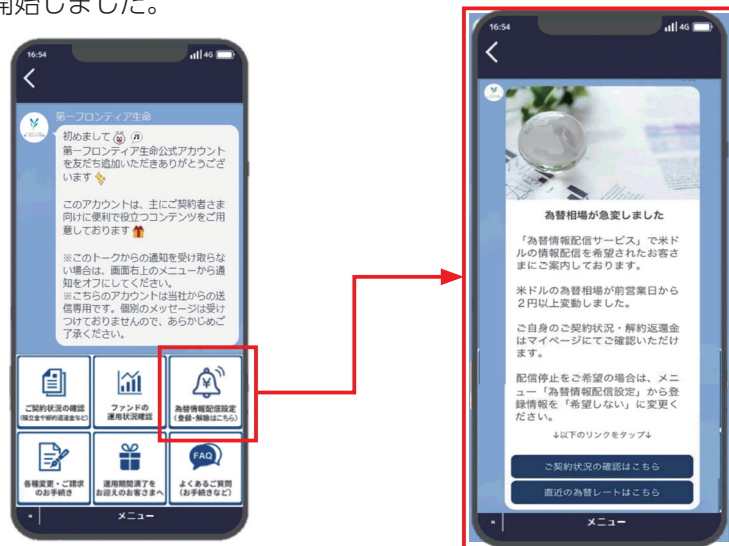 開始しました。
16:54
4G
第一フロンティア生命
初めまして
第一フロンティア生命公式アカウント
を友だち追加いただきありがとうござ
います
このアカウントは、主にご契約者さま
向けに便利で役立つコンテンツをご用
意しております
※このトークからの通知を受け取らな
い場合は、画面右上のメニューから通
知をオフにしてください。
※こちらのアカウントは当社からの送
信専用です。個別のメッセージは受け
つけておりませんので、あらかじめご
了承ください。
ご契約状況の確認
(積立金や解約返還金など)
ファンドの
運用状況確認
為替情報配信設定
(登録・解除はこちら)
各種変更・ご請求
のお手続き
運用期間満了を
お迎えのお客さまへ
FAQ
よくあるご質問
(お手続きなど)
メニュー
16:54
4G
為替相場が急変しました
「為替情報配信サービス」で米ド
ルの情報配信を希望されたお客さ
まにご案内しております。
米ドルの為替相場が前営業日から
2円以上変動しました。
ご自身のご契約状況・解約返還金
はマイページにてご確認いただけ
ます。
配信停止をご希望の場合は、メニ
ュー「為替情報配信設定」から登
録情報を「希望しない」に変更く
ださい。
↓以下のリンクをタップ↓
ご契約状況の確認はこちら
直近の為替レートはこちら
メニュー